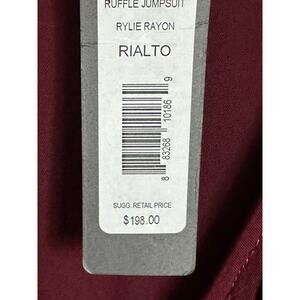 RUFFLE JUMPSUIT
RYLIE RAYON
RIALTO
8 83268 10186 9
SUGG. RETAIL PRICE
$198.00